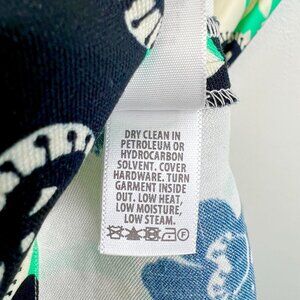 DRY CLEAN IN
PETROLEUM OR
HYDROCARBON
SOLVENT. COVER
HARDWARE. TURN
GARMENT INSIDE
OUT. LOW HEAT,
LOW MOISTURE,
LOW STEAM.
F